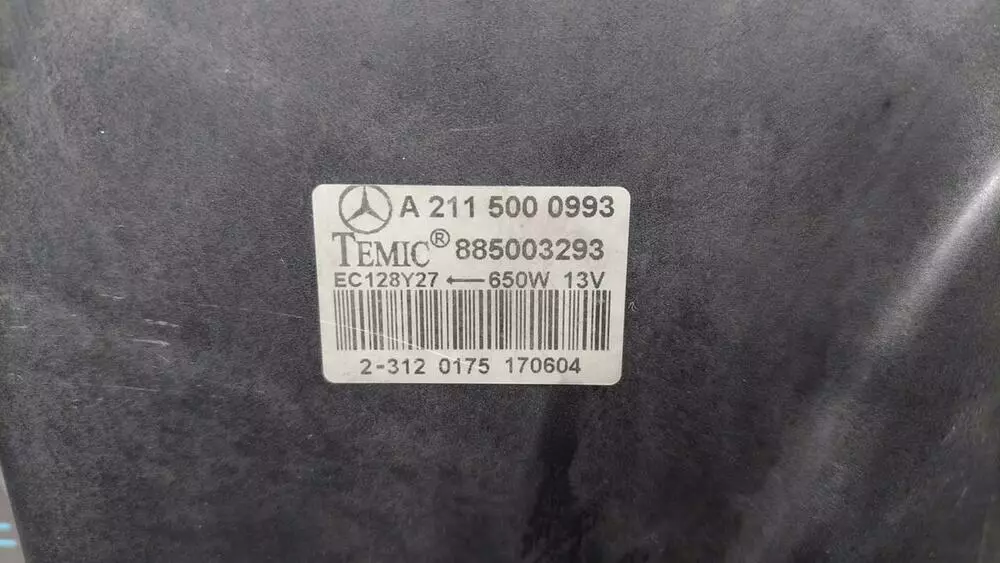 A 211 500 0993
TEMIC® 885003293
EC128Y27 ←650W 13V
2-312 0175 170604